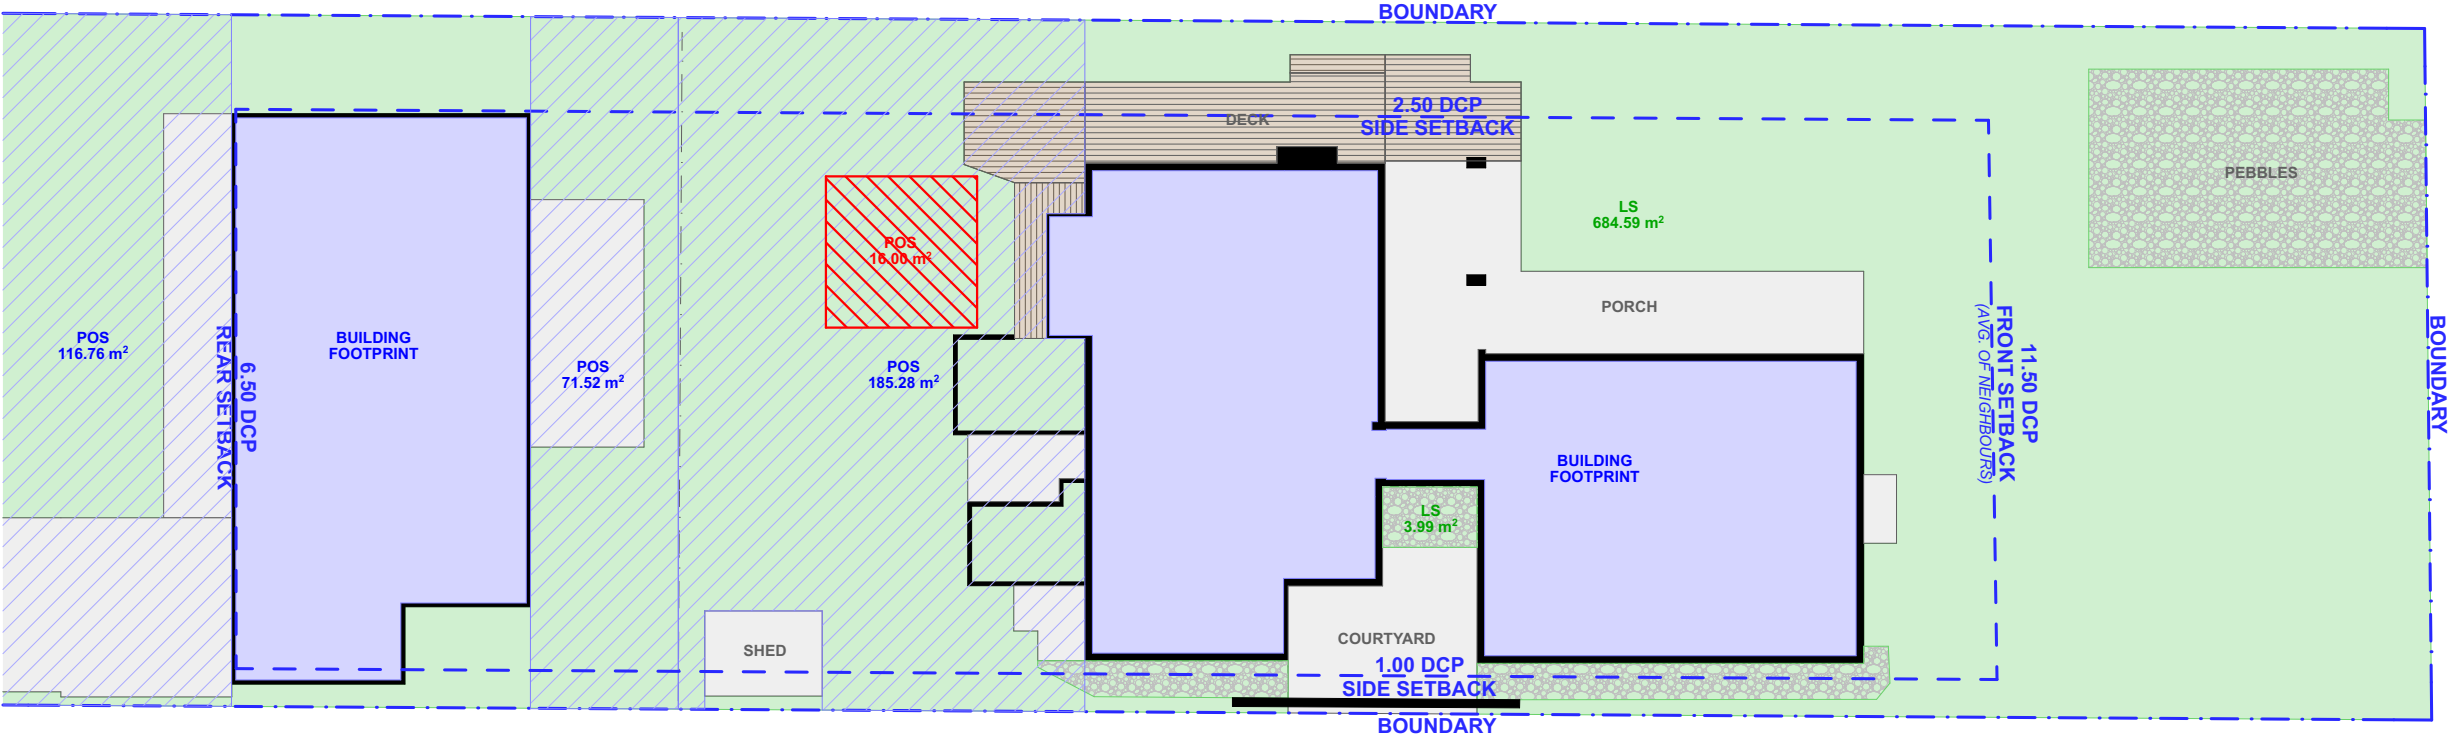 BOUNDARY
2.50 DCP
SIDE SETBACK
DECK
PEBBLES
LS
684.59 m²
POS
16.00 m²
PORCH
POS
116.76 m²
6.50 DCP
REAR SETBACK
BUILDING
FOOTPRINT
POS
71.52 m²
POS
185.28 m²
11.50 DCP
FRONT SETBACK
(AVG. OF NEIGHBOURS)
BOUNDARY
BUILDING
FOOTPRINT
LS
3.99 m²
SHED
COURTYARD
1.00 DCP
SIDE SETBACK
BOUNDARY